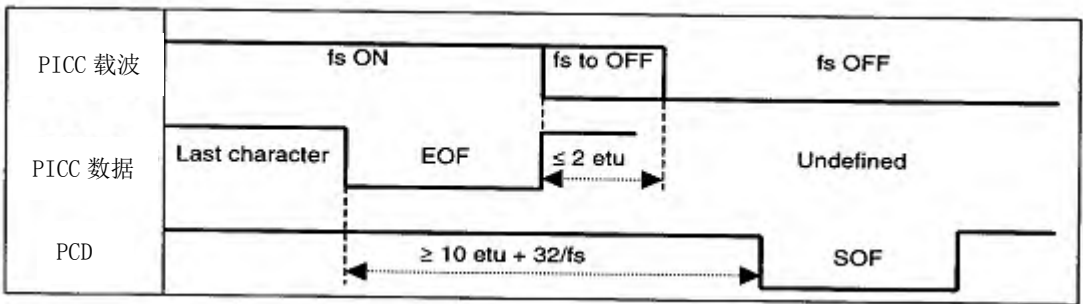 PICC 载波
fs ON
fs to OFF
fs OFF
PICC 数据
Last character
EOF
≤ 2 etu
Undefined
PCD
≥ 10 etu + 32/fs
SOF